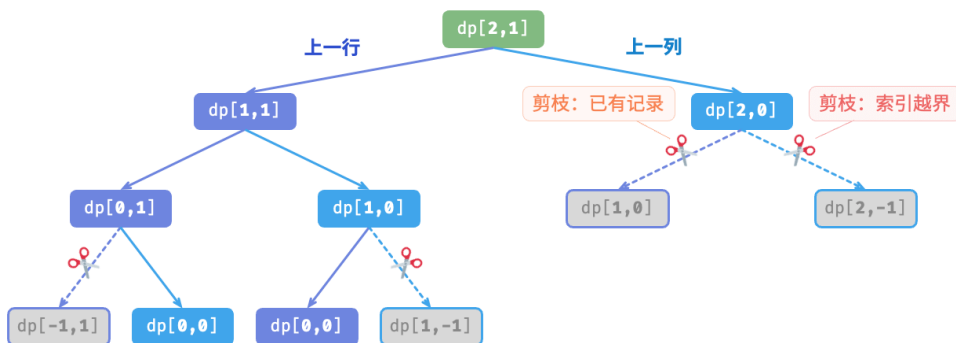 dp[2,1]
上一行
上一列
dp[1,1]
剪枝：已有记录
dp[2,0]
剪枝：索引越界
dp[0,1]
dp[1,0]
dp[1,0]
dp[2,-1]
dp[-1,1]
dp[0,0]
dp[0,0]
dp[1,-1]